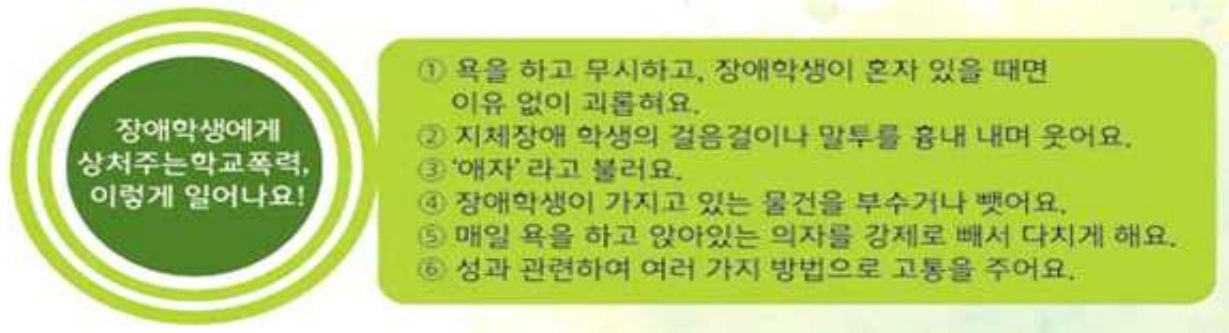 장애학생에게
상처주는학교폭력,
이렇게 일어나요!
① 욕을 하고 무시하고, 장애학생이 혼자 있을 때면
이유 없이 괴롭혀요.
② 지체장애 학생의 걸음걸이나 말투를 흉내 내며 웃어요.
③ ‘애자’ 라고 불러요.
④ 장애학생이 가지고 있는 물건을 부수거나 뺏어요.
⑤ 매일 욕을 하고 앉아있는 의자를 강제로 빼서 다치게 해요.
⑥ 성과 관련하여 여러 가지 방법으로 고통을 주어요.